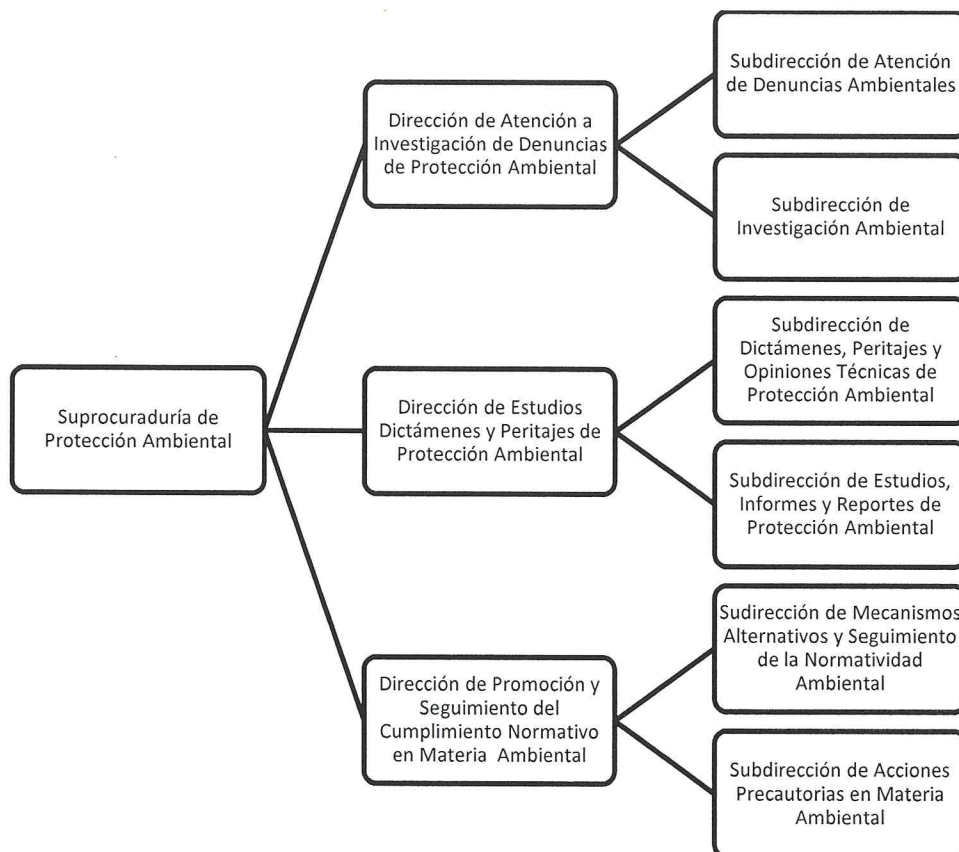 Subdirección de Atención
de Denuncias Ambientales
Dirección de Atención a
Investigación de Denuncias
de Protección Ambiental
Subdirección de
Investigación Ambiental
Subdirección de
Dictámenes, Peritajes y
Opiniones Técnicas de
Protección Ambiental
Suprocuraduría de
Protección Ambiental
Dirección de Estudios
Dictámenes y Peritajes de
Protección Ambiental
Subdirección de Estudios,
Informes y Reportes de
Protección Ambiental
Sudirección de Mecanismos
Alternativos y Seguimiento
de la Normatividad
Ambiental
Dirección de Promoción y
Seguimiento del
Cumplimiento Normativo
en Materia Ambiental
Subdirección de Acciones
Precautorias en Materia
Ambiental